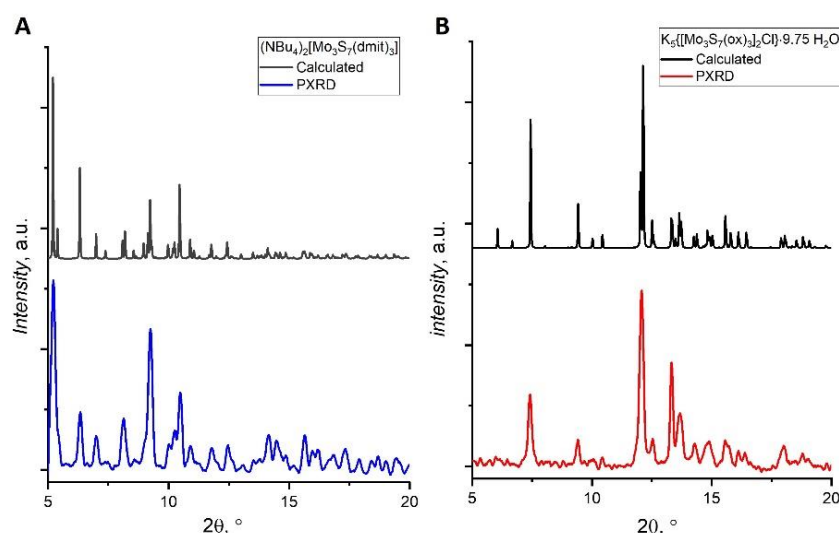 A
(NBu₄)₂[Mo₃S₇(dmit)₃]
Calculated
PXRD
Intensity, a.u.
5
10
15
20
2θ, °
B
K₅{[Mo₃S₇(ox)₃]₂Cl}·9.75 H₂O
Calculated
PXRD
intensity, a.u.
5
10
15
20
2θ, °